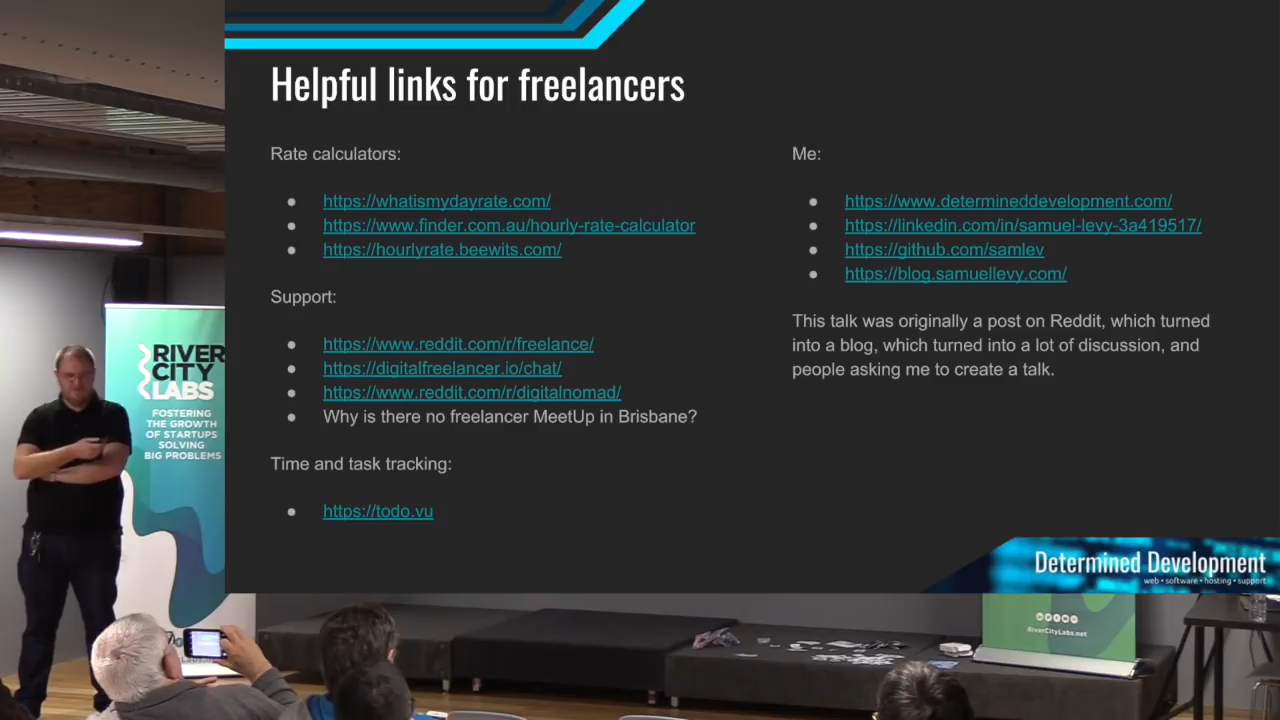 Helpful links for freelancers
Rate calculators:
● https://whatismydayrate.com/
● https://www.finder.com.au/hourly-rate-calculator
● https://hourlyrate.beewits.com/
Support:
● https://www.reddit.com/r/freelance/
● https://digitalfreelancer.io/chat/
● https://www.reddit.com/r/digitalnomad/
● Why is there no freelancer MeetUp in Brisbane?
Time and task tracking:
● https://todo.vu
Me:
● https://www.determineddevelopment.com/
● https://linkedin.com/in/samuel-levy-3a419517/
● https://github.com/samlev
● https://blog.samuellevy.com/
This talk was originally a post on Reddit, which turned
into a blog, which turned into a lot of discussion, and
people asking me to create a talk.
Determined Development
web • software • hosting • support
RIVER
CITY
LABS
FOSTERING
THE GROWTH
OF STARTUPS
SOLVING
BIG PROBLEMS
RiverCityLabs.net